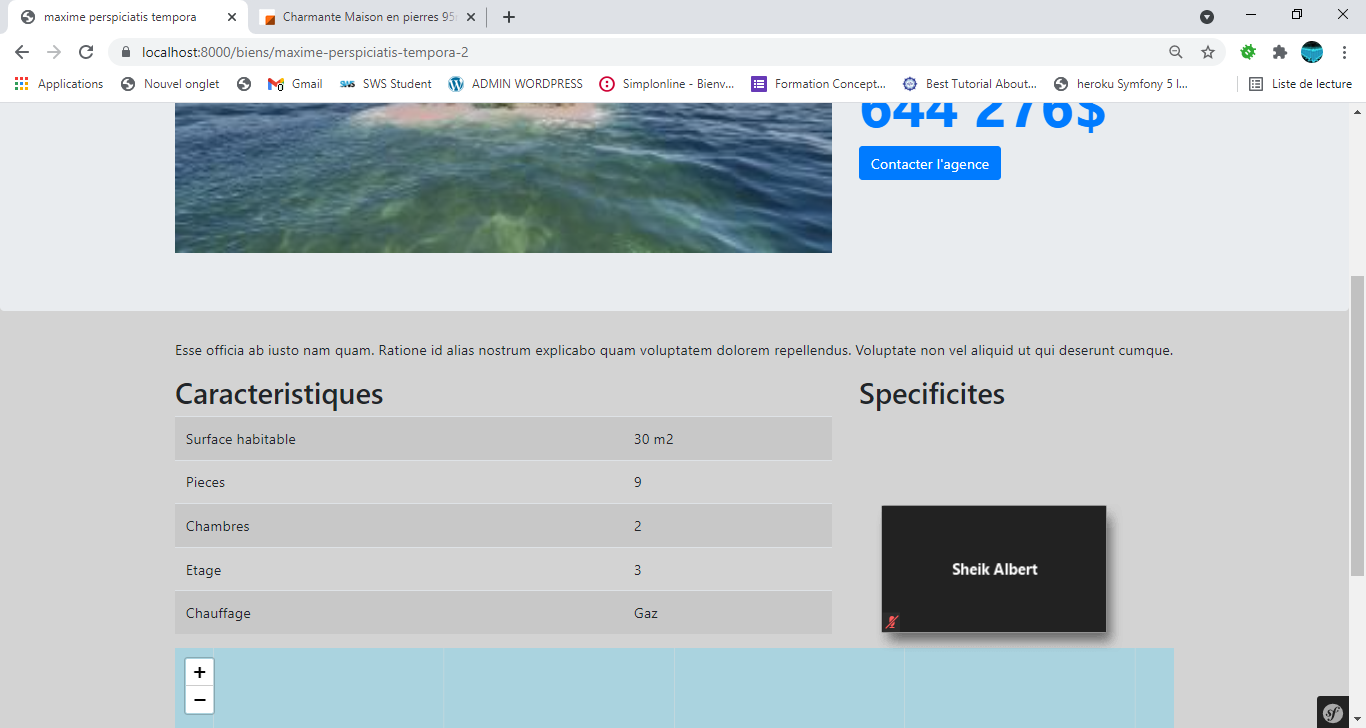 maxime perspiciatis tempora
Charmante Maison en pierres 95
localhost:8000/biens/maxime-perspiciatis-tempora-2
Applications
Nouvel onglet
Gmail
SWS Student
ADMIN WORDPRESS
Simplonline - Bienv...
Formation Concept...
Best Tutorial About...
heroku Symfony 5 l...
Liste de lecture
644 276$
Contacter l'agence
Esse officia ab iusto nam quam. Ratione id alias nostrum explicabo quam voluptatem dolorem repellendus. Voluptate non vel aliquid ut qui deserunt cumque.
Caracteristiques
Surface habitable 30 m2
Pieces 9
Chambres 2
Etage 3
Chauffage Gaz
Specificites
Sheik Albert
+
−
sf